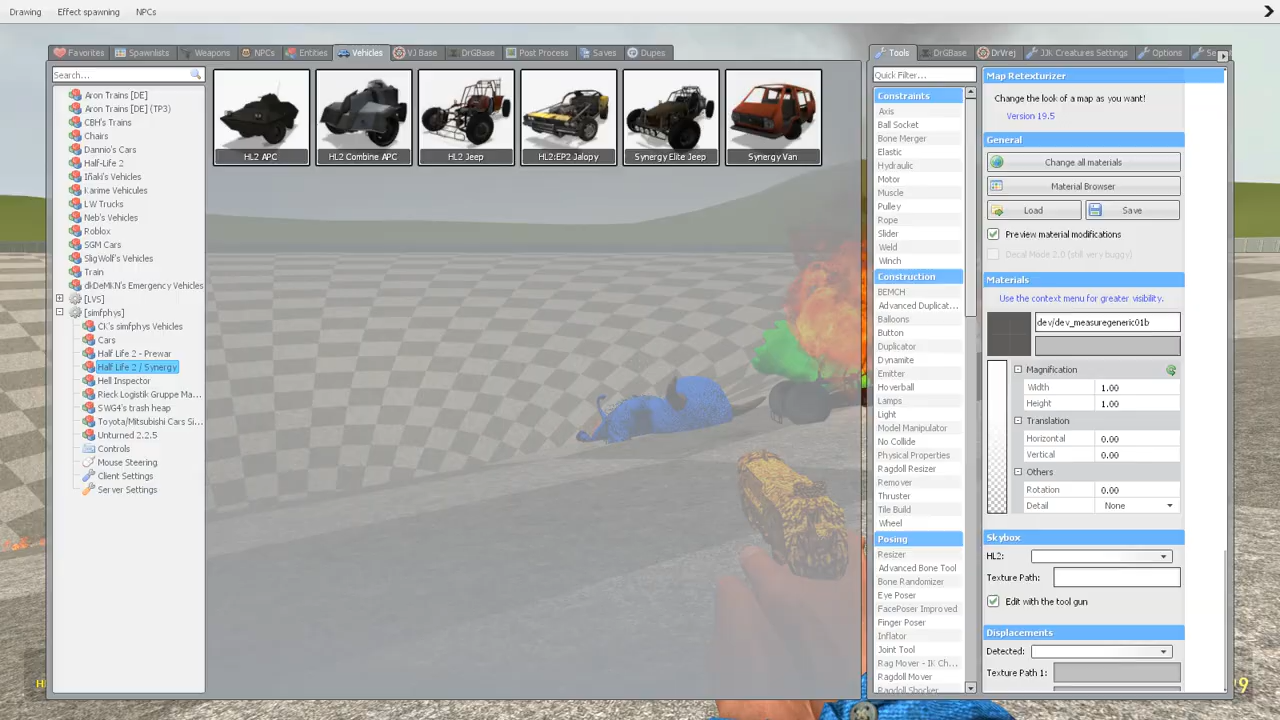 Drawing Effect spawning NPCs
Favorites Spawnlists Weapons NPCs Entities Vehicles VJ Base DrGBase Post Process Saves Dupes
Search...
Aron Trains [DE]
Aron Trains [DE] (TP3)
CBH's Trains
Chairs
Dannio's Cars
Half-Life 2
Iñaki's Vehicles
Karime Vehicules
LW Trucks
Neb's Vehicles
Roblox
SGM Cars
SligWolf's Vehicles
Train
dkDeMiKN's Emergency Vehicles
[LVS]
[simfphys]
CK's simfphys Vehicles
Cars
Half Life 2 - Prewar
Half Life 2 / Synergy
Hell Inspector
Rieck Logistik Gruppe Ma...
SWG4's trash heap
Toyota/Mitsubishi Cars Si...
Unturned 2.2.5
Controls
Mouse Steering
Client Settings
Server Settings
HL2 APC
HL2 Combine APC
HL2 Jeep
HL2:EP2 Jalopy
Synergy Elite Jeep
Synergy Van
Tools DrGBase DrVrej JJK Creatures Settings Options Se
Quick Filter...
Constraints
Axis
Ball Socket
Bone Merger
Elastic
Hydraulic
Motor
Muscle
Pulley
Rope
Slider
Weld
Winch
Construction
BEMCH
Advanced Duplicat...
Balloons
Button
Duplicator
Dynamite
Emitter
Hoverball
Lamps
Light
Model Manipulator
No Collide
Physical Properties
Ragdoll Resizer
Remover
Thruster
Tile Build
Wheel
Posing
Resizer
Advanced Bone Tool
Bone Randomizer
Eye Poser
FacePoser Improved
Finger Poser
Inflator
Joint Tool
Rag Mover - IK Ch...
Ragdoll Mover
Randoll Shocker
Map Retexturizer
Change the look of a map as you want!
Version 19.5
General
Change all materials
Material Browser
Load
Save
Preview material modifications
Decal Mode 2.0 (still very buggy)
Materials
Use the context menu for greater visibility.
dev/dev_measuregeneric01b
Magnification
Width 1.00
Height 1.00
Translation
Horizontal 0.00
Vertical 0.00
Others
Rotation 0.00
Detail None
Skybox
HL2:
Texture Path:
Edit with the tool gun
Displacements
Detected:
Texture Path 1: